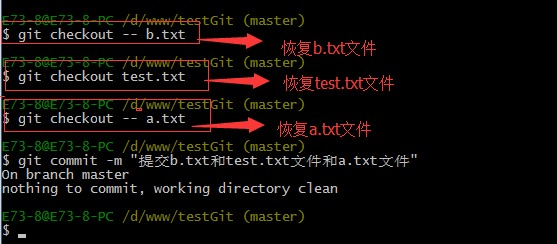 E73-8@E73-8-PC /d/www/testGit (master)
$ git checkout -- b.txt
恢复b.txt文件
E73-8@E73-8-PC /d/www/testGit (master)
$ git checkout test.txt
恢复test.txt文件
E73-8@E73-8-PC /d/www/testGit (master)
$ git checkout -- a.txt
恢复a.txt文件
E73-8@E73-8-PC /d/www/testGit (master)
$ git commit -m "提交b.txt和test.txt文件和a.txt文件"
On branch master
nothing to commit, working directory clean
E73-8@E73-8-PC /d/www/testGit (master)
$